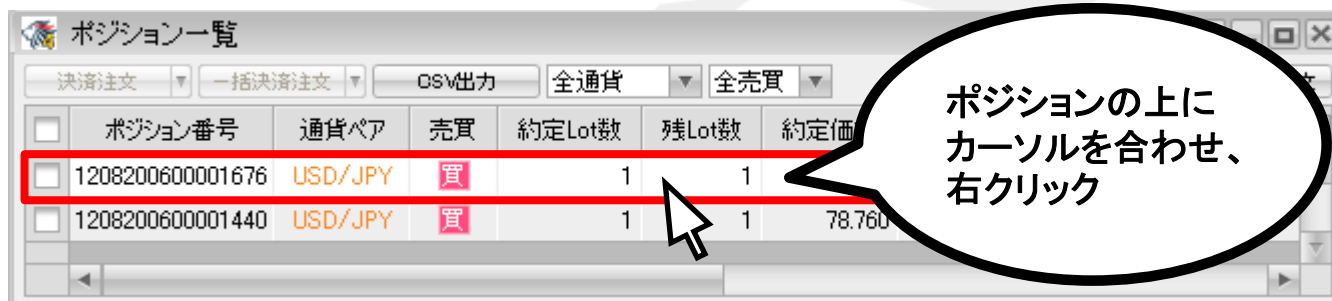 ポジション一覧
決済注文 一括決済注文 CSV出力 全通貨 全売買
ポジション番号 通貨ペア 売買 約定Lot数 残Lot数 約定価
1208200600001676 USD/JPY 買 1 1
1208200600001440 USD/JPY 買 1 1 78.760
ポジションの上に
カーソルを合わせ、
右クリック